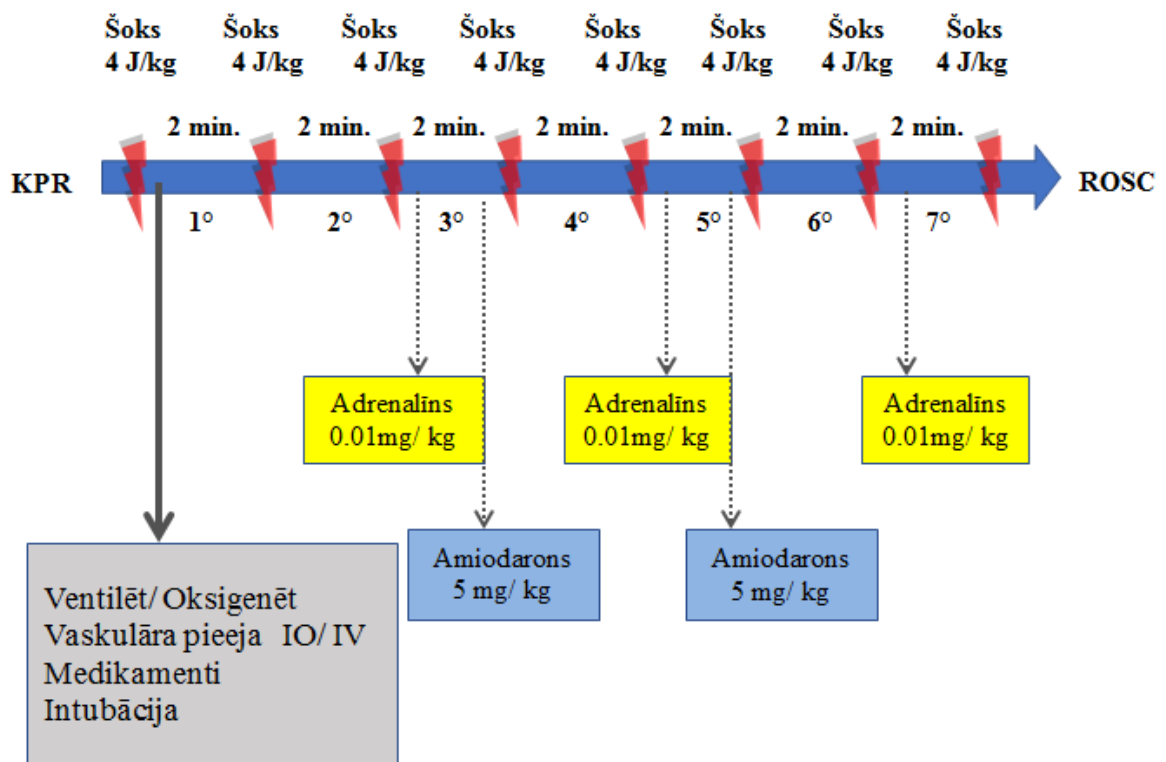 Šoks Šoks Šoks Šoks Šoks Šoks Šoks Šoks
4 J/kg 4 J/kg 4 J/kg 4 J/kg 4 J/kg 4 J/kg 4 J/kg 4 J/kg
2 min. 2 min. 2 min. 2 min. 2 min. 2 min. 2 min.
KPR ROSC
1° 2° 3° 4° 5° 6° 7°
Adrenalīns
0.01mg/ kg
Adrenalīns
0.01mg/ kg
Adrenalīns
0.01mg/ kg
Amiodarons
5 mg/ kg
Amiodarons
5 mg/ kg
Ventilēt/ Oksigenēt
Vaskulāra pieeja IO/ IV
Medikamenti
Intubācija